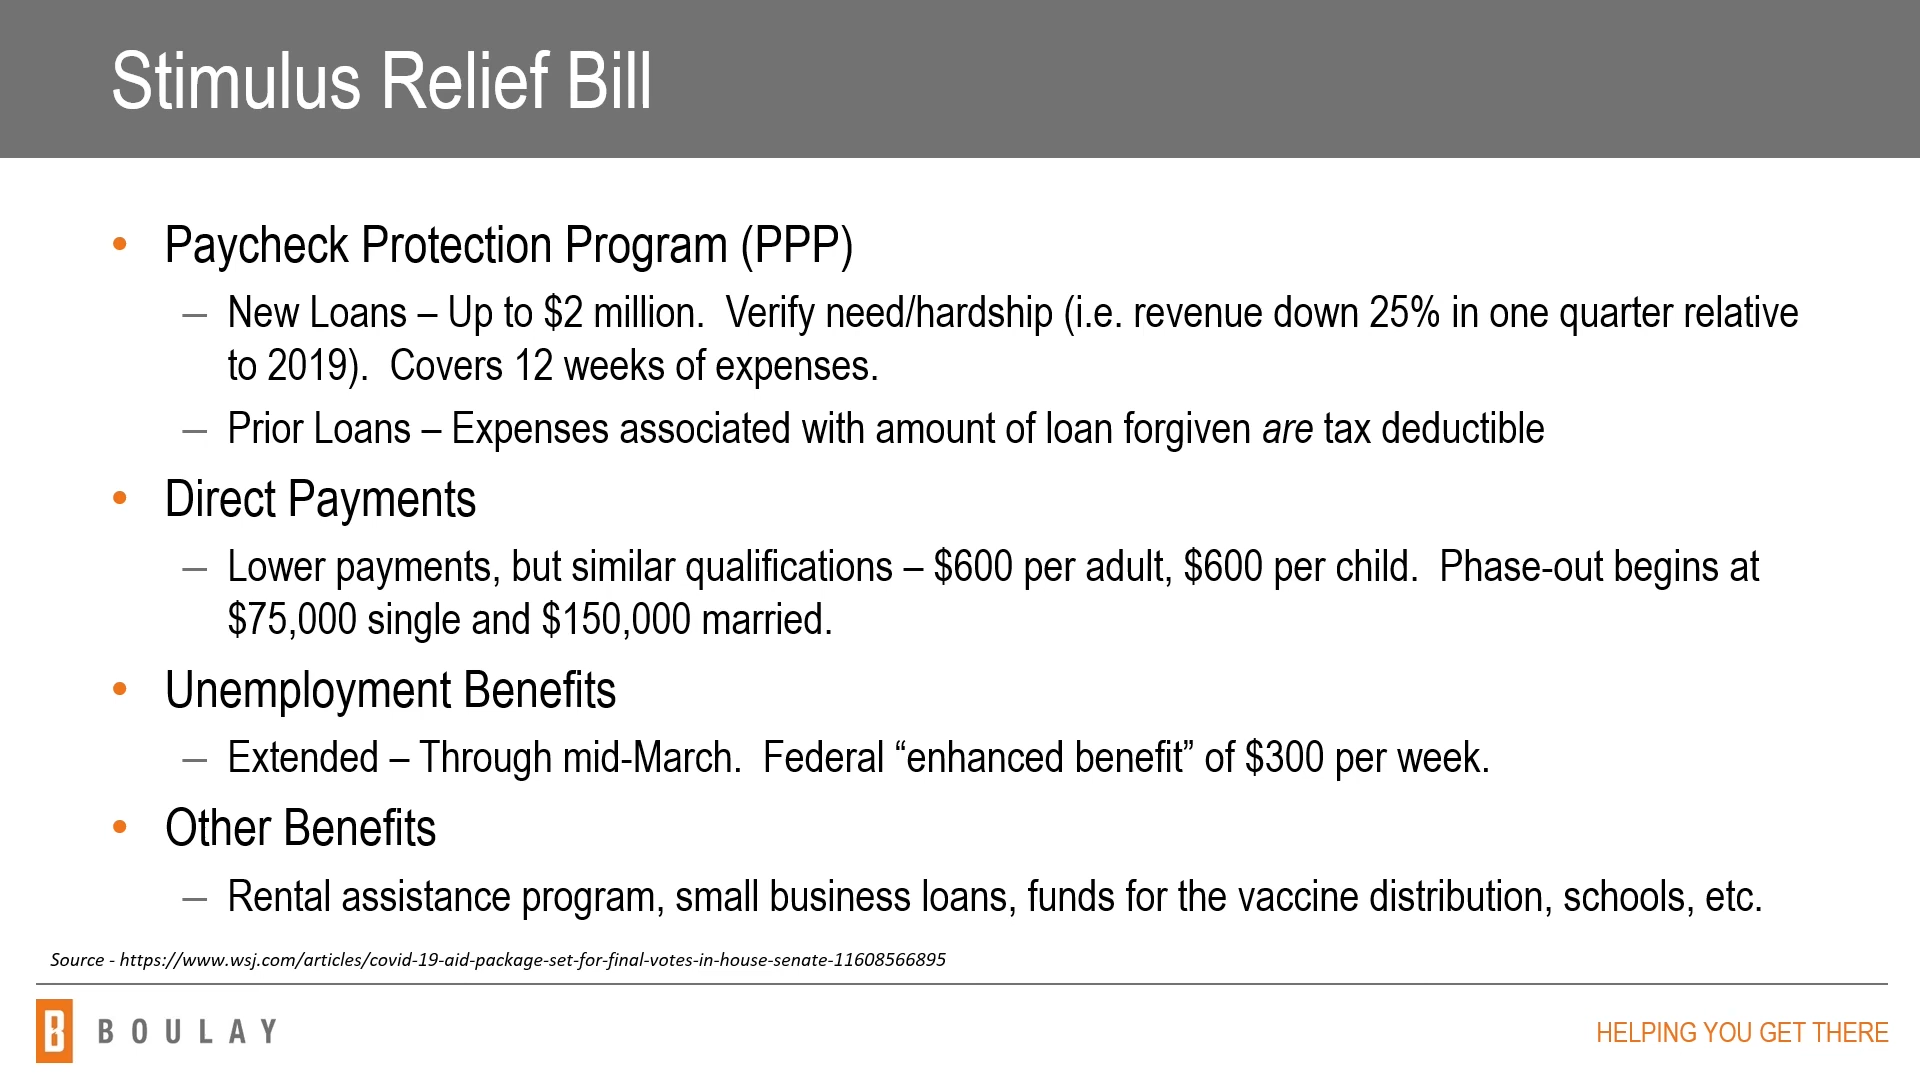 Stimulus Relief Bill
• Paycheck Protection Program (PPP)
– New Loans – Up to $2 million.  Verify need/hardship (i.e. revenue down 25% in one quarter relative
to 2019).  Covers 12 weeks of expenses.
– Prior Loans – Expenses associated with amount of loan forgiven are tax deductible
• Direct Payments
– Lower payments, but similar qualifications – $600 per adult, $600 per child.  Phase-out begins at
$75,000 single and $150,000 married.
• Unemployment Benefits
– Extended – Through mid-March.  Federal “enhanced benefit” of $300 per week.
• Other Benefits
– Rental assistance program, small business loans, funds for the vaccine distribution, schools, etc.
Source - https://www.wsj.com/articles/covid-19-aid-package-set-for-final-votes-in-house-senate-11608566895
B BOULAY
HELPING YOU GET THERE